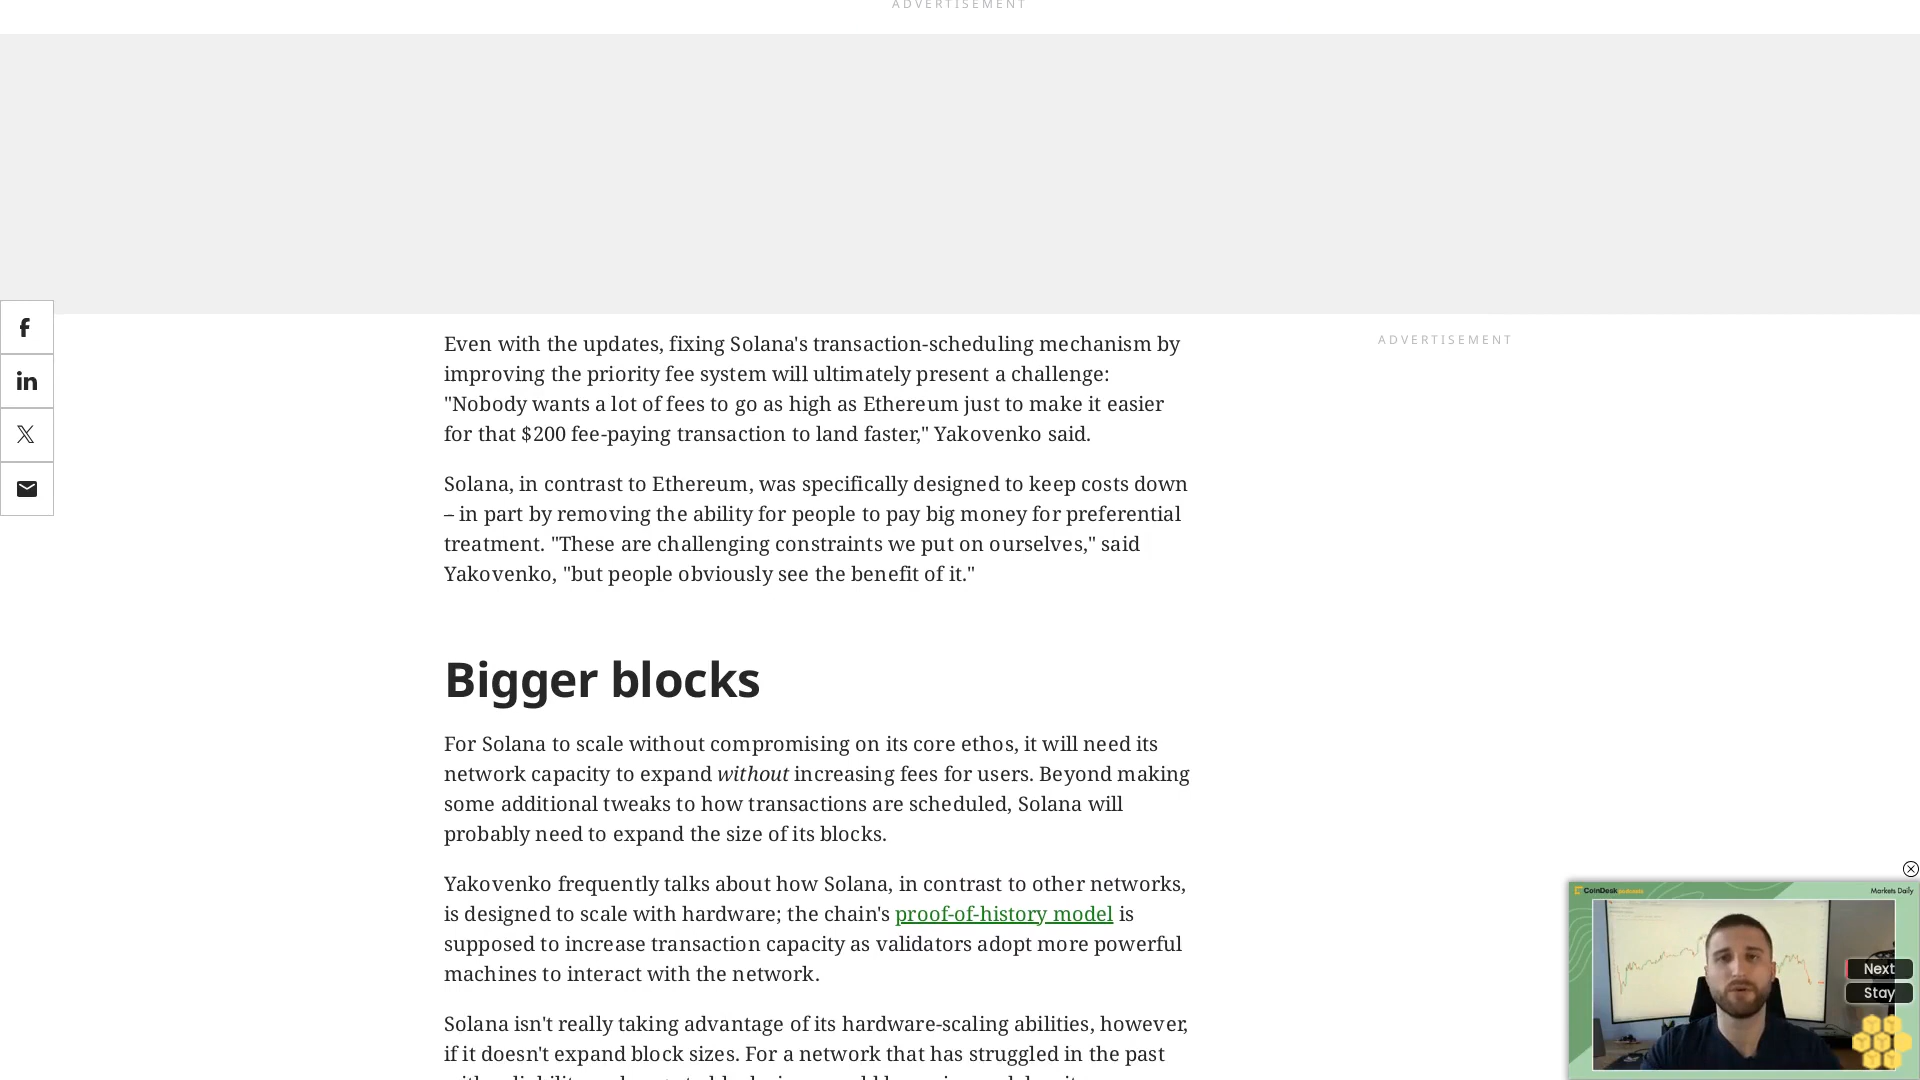 ADVERTISEMENT
Even with the updates, fixing Solana's transaction-scheduling mechanism by
improving the priority fee system will ultimately present a challenge:
"Nobody wants a lot of fees to go as high as Ethereum just to make it easier
for that $200 fee-paying transaction to land faster," Yakovenko said.
ADVERTISEMENT
Solana, in contrast to Ethereum, was specifically designed to keep costs down
– in part by removing the ability for people to pay big money for preferential
treatment. "These are challenging constraints we put on ourselves," said
Yakovenko, "but people obviously see the benefit of it."
Bigger blocks
For Solana to scale without compromising on its core ethos, it will need its
network capacity to expand without increasing fees for users. Beyond making
some additional tweaks to how transactions are scheduled, Solana will
probably need to expand the size of its blocks.
Yakovenko frequently talks about how Solana, in contrast to other networks,
is designed to scale with hardware; the chain's proof-of-history model is
supposed to increase transaction capacity as validators adopt more powerful
machines to interact with the network.
Solana isn't really taking advantage of its hardware-scaling abilities, however,
if it doesn't expand block sizes. For a network that has struggled in the past
CoinDesk podcasts
Markets Daily
Next
Stay